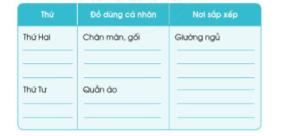 Thứ Đồ dùng cá nhân Nơi sắp xếp
Thứ Hai Chăn màn, gối Giường ngủ
Thứ Tư Quần áo